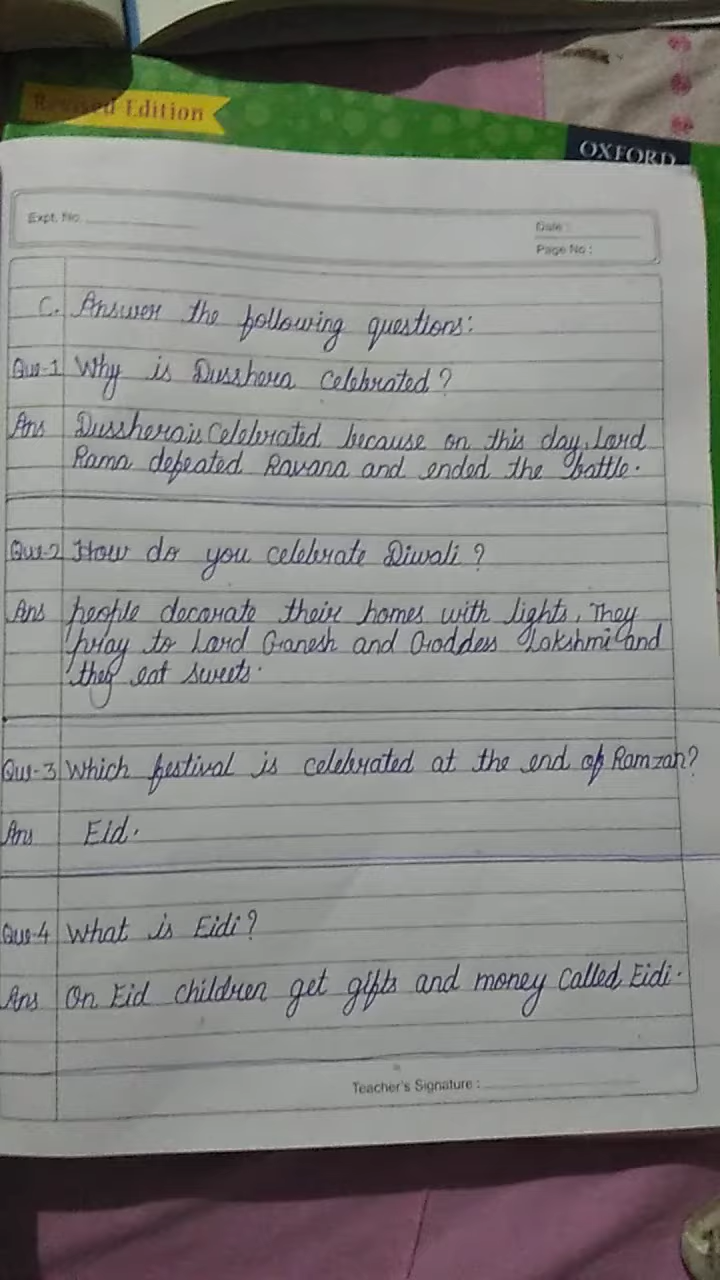 Revised Edition
OXFORD
Expt. No.
Date :
Page No :
C. Answer the following questions:
Que-1 Why is Dusshera celebrated?
Ans Dussherais celebrated because on this day, Lord
Rama defeated Ravana and ended the battle.
Que-2 How do you celebrate Diwali?
Ans people decorate their homes with lights. They
pray to Lord Ganesh and Goddess Lakshmi and
they eat sweets.
Que-3 Which festival is celebrated at the end of Ramzan?
Ans Eid.
Que-4 What is Eidi?
Ans On Eid children get gifts and money called Eidi.
Teacher's Signature :